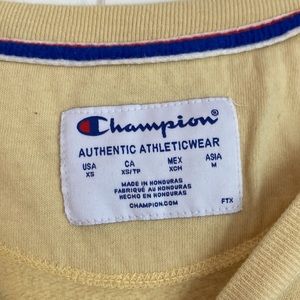 Champion®
AUTHENTIC ATHLETICWEAR
USA CA MEX ASIA
XS XS/TP XCH M
MADE IN HONDURAS
FABRIQUÉ AU HONDURAS
HECHO EN HONDURAS
CHAMPION.COM FTX